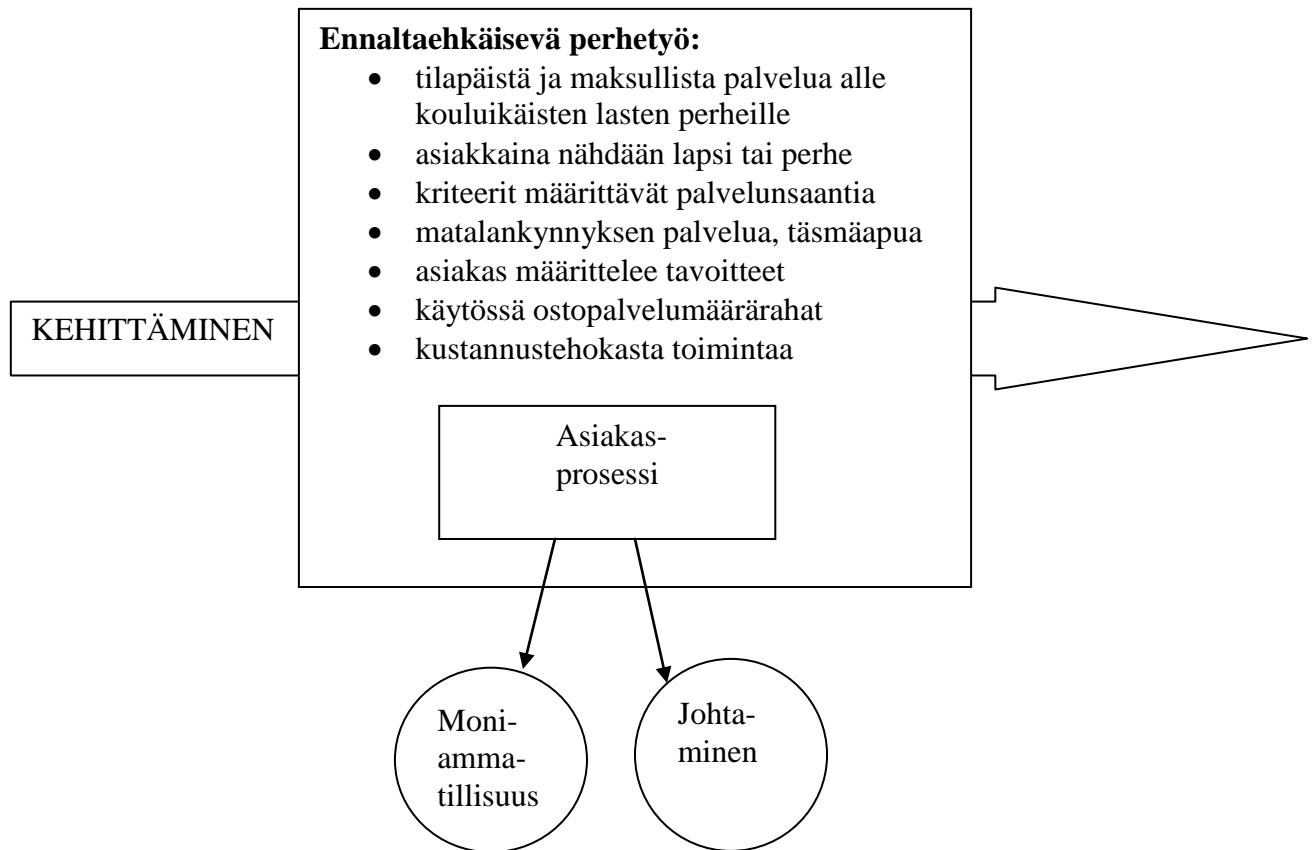 Ennaltaehkäisevä perhetyö:
• tilapäistä ja maksullista palvelua alle
kouluikäisten lasten perheille
• asiakkaina nähdään lapsi tai perhe
• kriteerit määrittävät palvelunsaantia
• matalankynnyksen palvelua, täsmäapua
• asiakas määrittelee tavoitteet
• käytössä ostopalvelumäärärahat
• kustannustehokasta toimintaa
KEHITTÄMINEN
Asiakas-
prosessi
Moni-
amma-
tillisuus
Johta-
minen